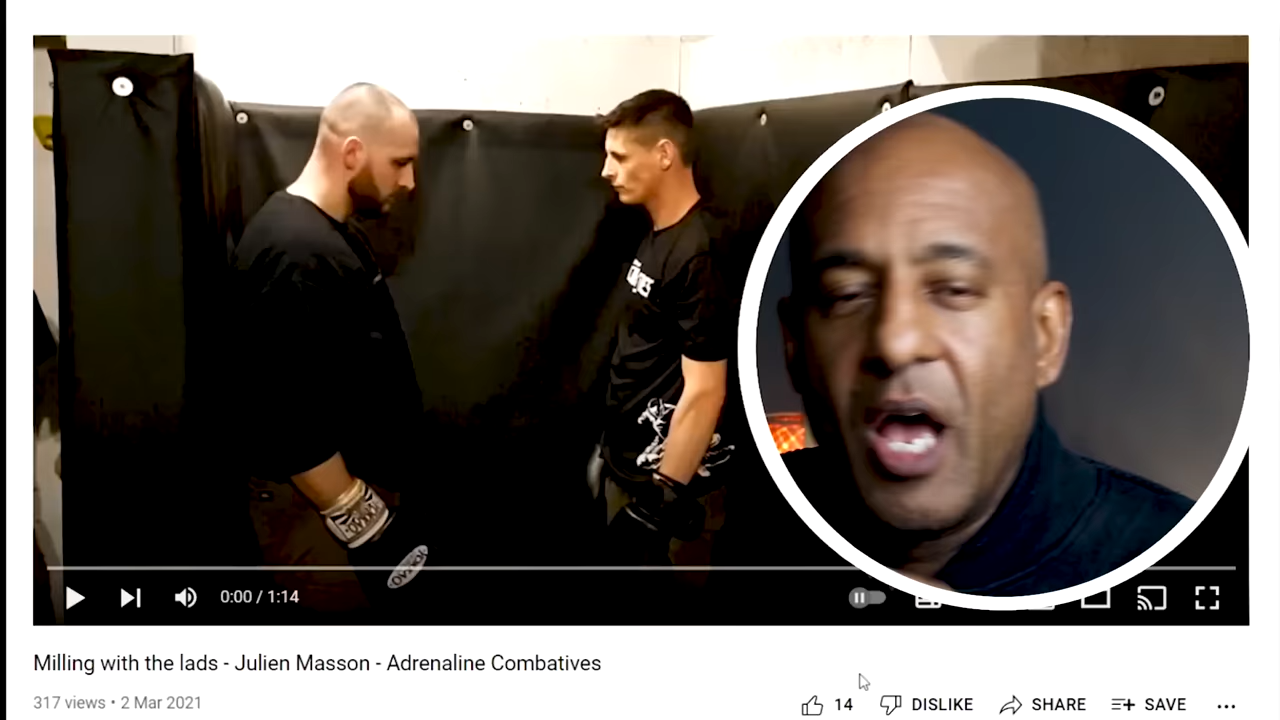 0:00 / 1:14
Milling with the lads - Julien Masson - Adrenaline Combatives
317 views • 2 Mar 2021
14 DISLIKE SHARE SAVE